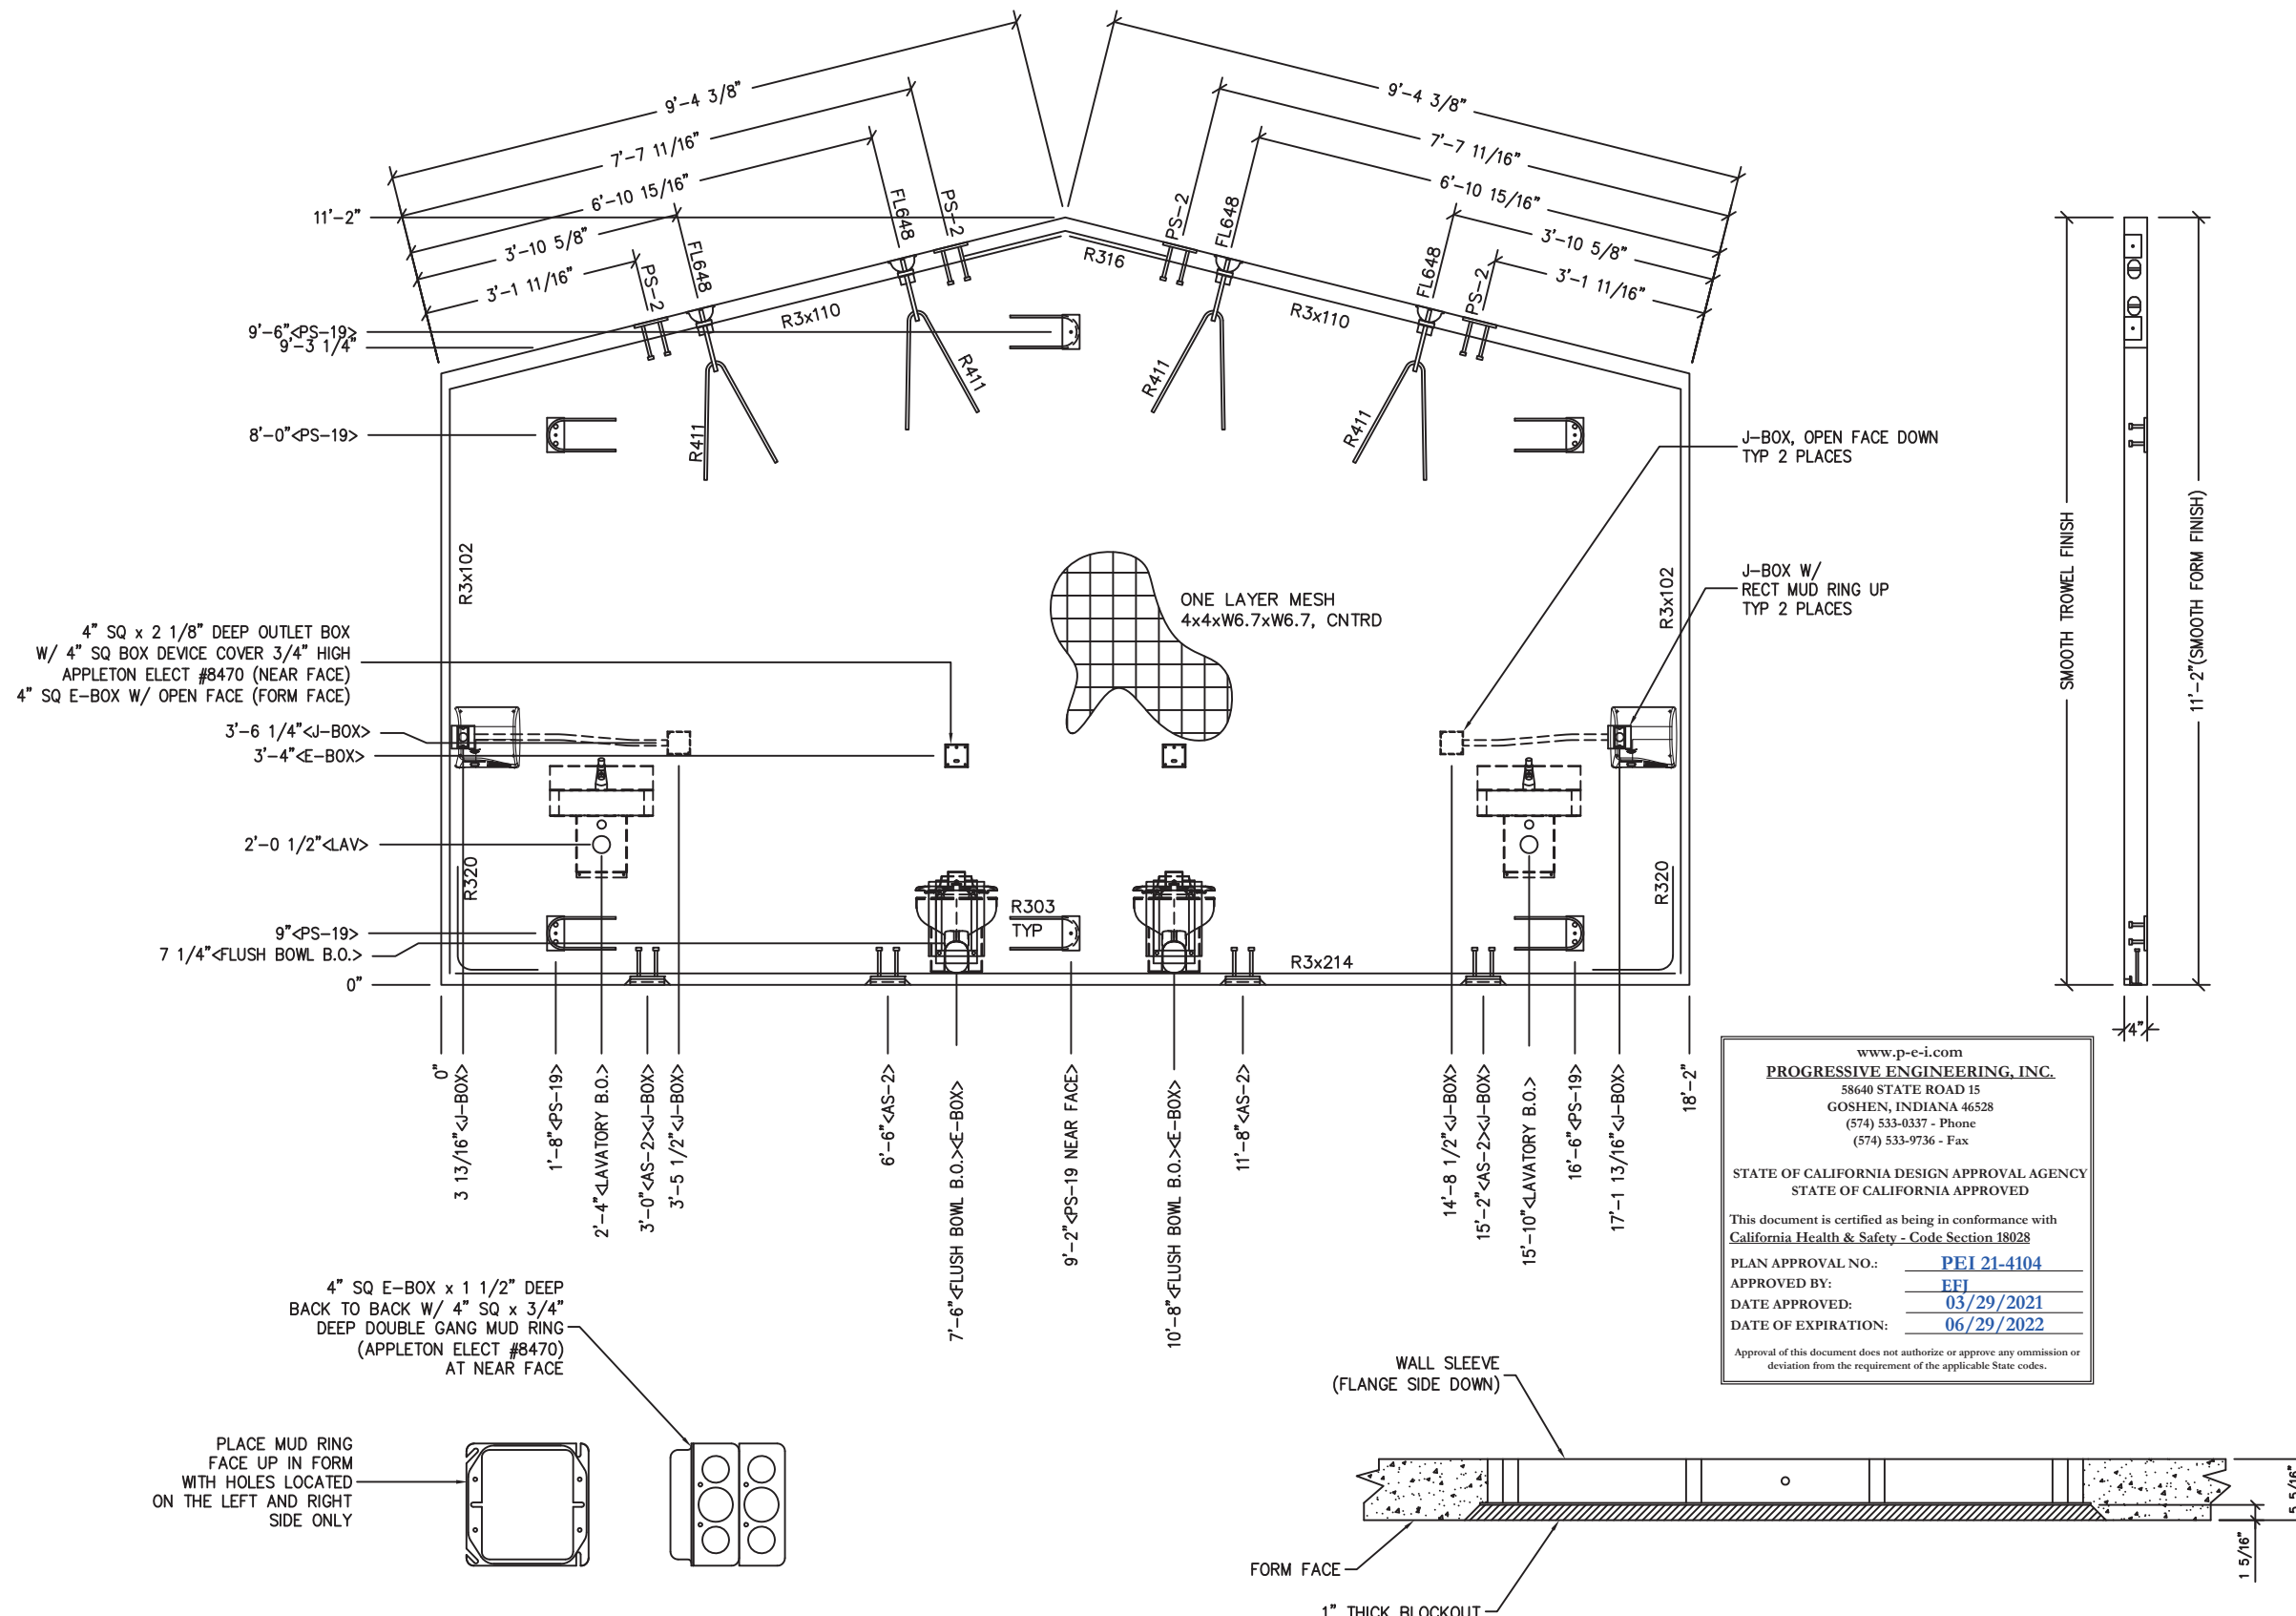 9'-4 3/8"
9'-4 3/8"
7'-7 11/16"
7'-7 11/16"
6'-10 15/16"
6'-10 15/16"
3'-10 5/8"
3'-10 5/8"
3'-1 11/16"
3'-1 11/16"
PS-2
FL648
FL648
PS-2
PS-2
FL648
FL648
PS-2
11'-2"
R316
R3x110
R3x110
9'-6"<PS-19>
9'-3 1/4"
R411
R411
R411
R411
8'-0"<PS-19>
J-BOX, OPEN FACE DOWN
TYP 2 PLACES
R3x102
R3x102
SMOOTH TROWEL FINISH
11'-2"(SMOOTH FORM FINISH)
J-BOX W/
RECT MUD RING UP
TYP 2 PLACES
ONE LAYER MESH
4x4xW6.7xW6.7, CNTRD
4" SQ x 2 1/8" DEEP OUTLET BOX
W/ 4" SQ BOX DEVICE COVER 3/4" HIGH
APPLETON ELECT #8470 (NEAR FACE)
4" SQ E-BOX W/ OPEN FACE (FORM FACE)
3'-6 1/4"<J-BOX>
3'-4"<E-BOX>
2'-0 1/2"<LAV>
R320
R320
R303
TYP
9"<PS-19>
7 1/4"<FLUSH BOWL B.O.>
R3x214
0"
4"
0"
3 13/16"<J-BOX>
1'-8"<PS-19>
2'-4"<LAVATORY B.O.>
3'-0"<AS-2><J-BOX>
3'-5 1/2"<J-BOX>
6'-6"<AS-2>
7'-6"<FLUSH BOWL B.O.><E-BOX>
9'-2"<PS-19 NEAR FACE>
10'-8"<FLUSH BOWL B.O.><E-BOX>
11'-8"<AS-2>
14'-8 1/2"<J-BOX>
15'-2"<AS-2><J-BOX>
15'-10"<LAVATORY B.O.>
16'-6"<PS-19>
17'-1 13/16"<J-BOX>
18'-2"
www.p-e-i.com
PROGRESSIVE ENGINEERING, INC.
58640 STATE ROAD 15
GOSHEN, INDIANA 46528
(574) 533-0337 - Phone
(574) 533-9736 - Fax
STATE OF CALIFORNIA DESIGN APPROVAL AGENCY
STATE OF CALIFORNIA APPROVED
This document is certified as being in conformance with
California Health & Safety - Code Section 18028
PLAN APPROVAL NO.: PEI 21-4104
APPROVED BY: EFJ
DATE APPROVED: 03/29/2021
DATE OF EXPIRATION: 06/29/2022
Approval of this document does not authorize or approve any ommission or
deviation from the requirement of the applicable State codes.
4" SQ E-BOX x 1 1/2" DEEP
BACK TO BACK W/ 4" SQ x 3/4"
DEEP DOUBLE GANG MUD RING
(APPLETON ELECT #8470)
AT NEAR FACE
PLACE MUD RING
FACE UP IN FORM
WITH HOLES LOCATED
ON THE LEFT AND RIGHT
SIDE ONLY
WALL SLEEVE
(FLANGE SIDE DOWN)
5 5/16"
1 5/16"
FORM FACE
1" THICK BLOCKOUT